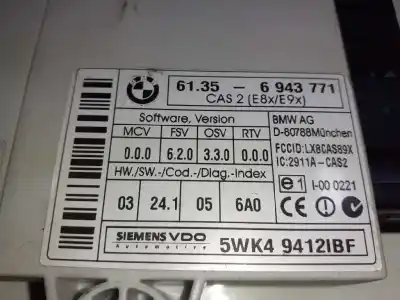 BMW
61.35 - 6 943 771
CAS 2 (E8x/E9x)
Software, Version
MCV FSV OSV RTV
0.0.0 6.2.0 3.3.0 0.0.0
HW./SW.-/Cod.-/Diag.-Index
03 24.1 05 6A0
BMW AG
D-80788München
FCCID:LX8CAS89X
IC:2911A-CAS2
e1 I-00 0221
CE
SIEMENS VDO
Automotive
5WK4 9412IBF